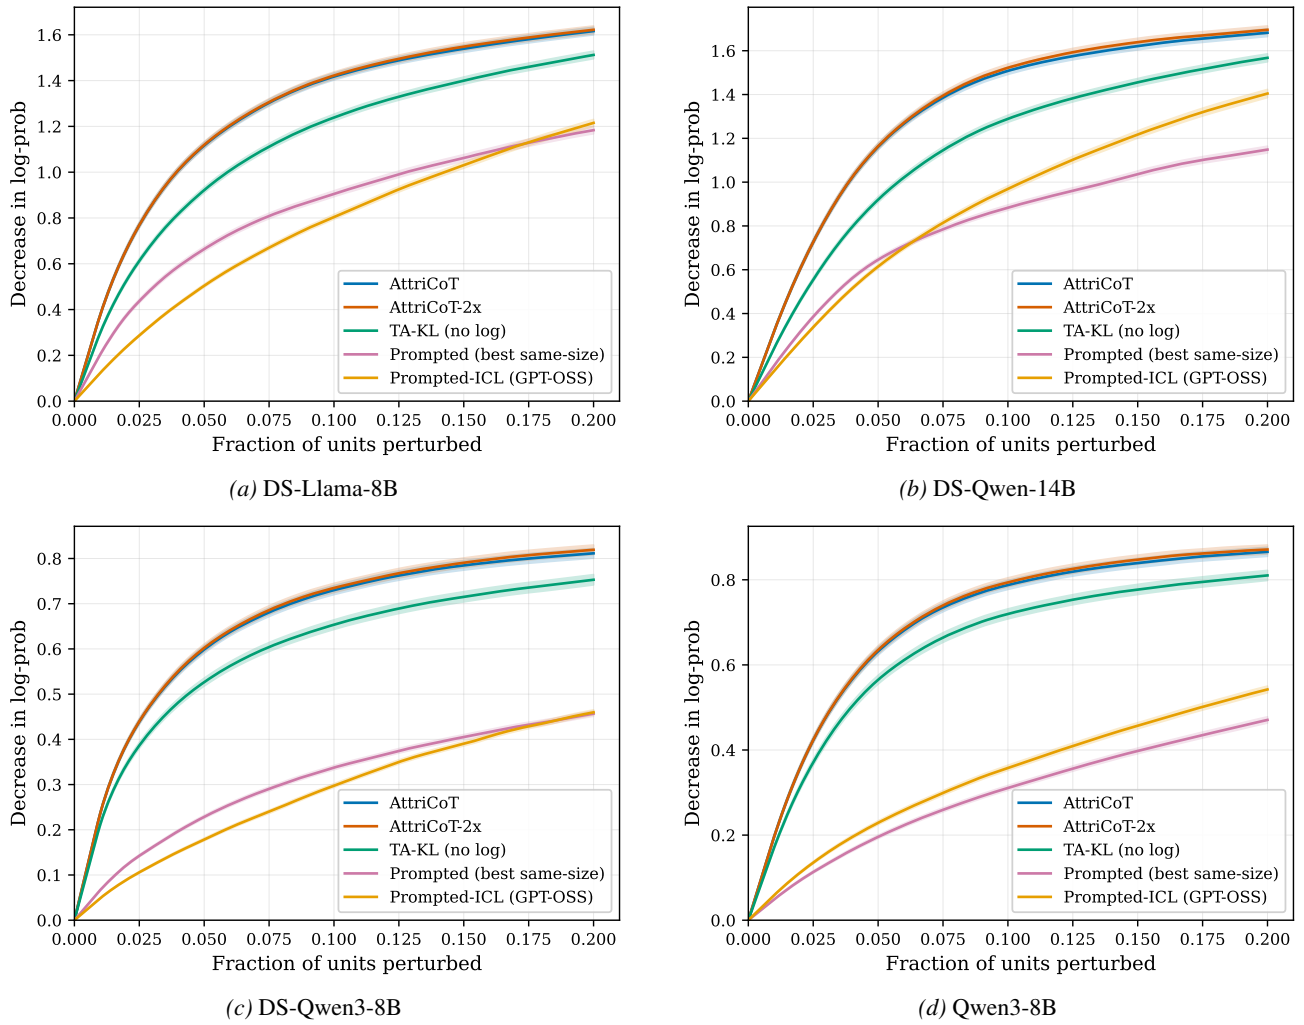 Decrease in log-prob
1.6
1.4
1.2
1.0
0.8
0.6
0.4
0.2
0.0
AttriCoT
AttriCoT-2x
TA-KL (no log)
Prompted (best same-size)
Prompted-ICL (GPT-OSS)
0.000 0.025 0.050 0.075 0.100 0.125 0.150 0.175 0.200
Fraction of units perturbed
(a) DS-Llama-8B
Decrease in log-prob
1.6
1.4
1.2
1.0
0.8
0.6
0.4
0.2
0.0
AttriCoT
AttriCoT-2x
TA-KL (no log)
Prompted (best same-size)
Prompted-ICL (GPT-OSS)
0.000 0.025 0.050 0.075 0.100 0.125 0.150 0.175 0.200
Fraction of units perturbed
(b) DS-Qwen-14B
Decrease in log-prob
0.8
0.7
0.6
0.5
0.4
0.3
0.2
0.1
0.0
AttriCoT
AttriCoT-2x
TA-KL (no log)
Prompted (best same-size)
Prompted-ICL (GPT-OSS)
0.000 0.025 0.050 0.075 0.100 0.125 0.150 0.175 0.200
Fraction of units perturbed
(c) DS-Qwen3-8B
Decrease in log-prob
0.8
0.6
0.4
0.2
0.0
AttriCoT
AttriCoT-2x
TA-KL (no log)
Prompted (best same-size)
Prompted-ICL (GPT-OSS)
0.000 0.025 0.050 0.075 0.100 0.125 0.150 0.175 0.200
Fraction of units perturbed
(d) Qwen3-8B